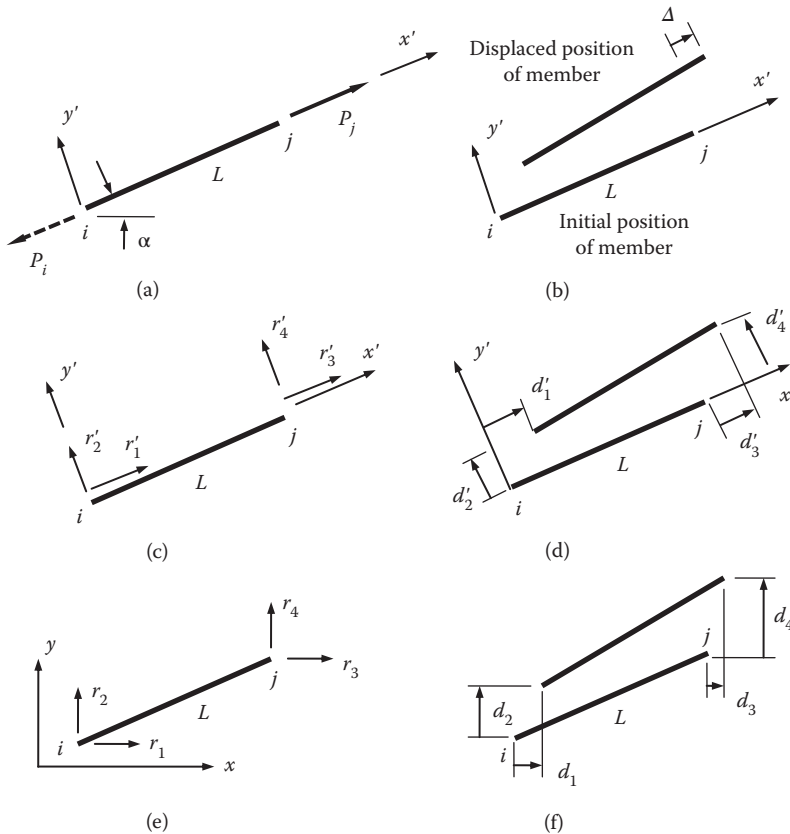 x′
y′
j
P_j
L
i
α
P_i
(a)
Δ
Displaced position
of member
x′
y′
j
L
i
Initial position
of member
(b)
r′_4
r′_3
x′
y′
r′_2
r′_1
j
L
i
(c)
d′_4
y′
d′_1
x
j
d′_3
L
d′_2
i
(d)
r_4
y
j
r_3
r_2
L
i
r_1
x
(e)
d_4
j
d_2
L
d_3
i
d_1
(f)